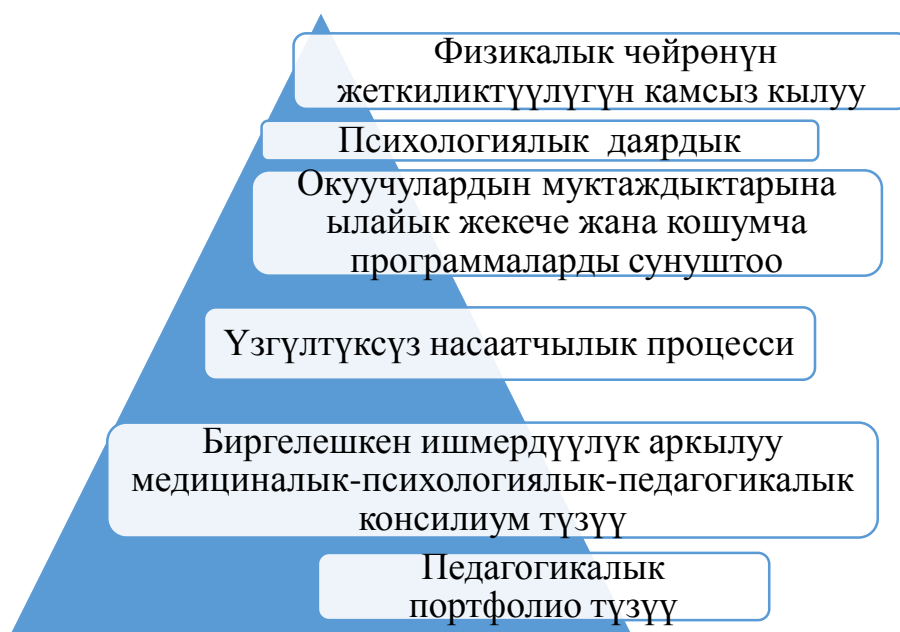 Физикалык чөйрөнүн
жеткиликтүүлүгүн камсыз кылуу
Психологиялык даярдык
Окуучулардын муктаждыктарына
ылайык жекече жана кошумча
программаларды сунуштоо
Үзгүлтүксүз насаатчылык процесси
Биргелешкен ишмердүүлүк аркылуу
медициналык-психологиялык-педагогикалык
консилиум түзүү
Педагогикалык
портфолио түзүү